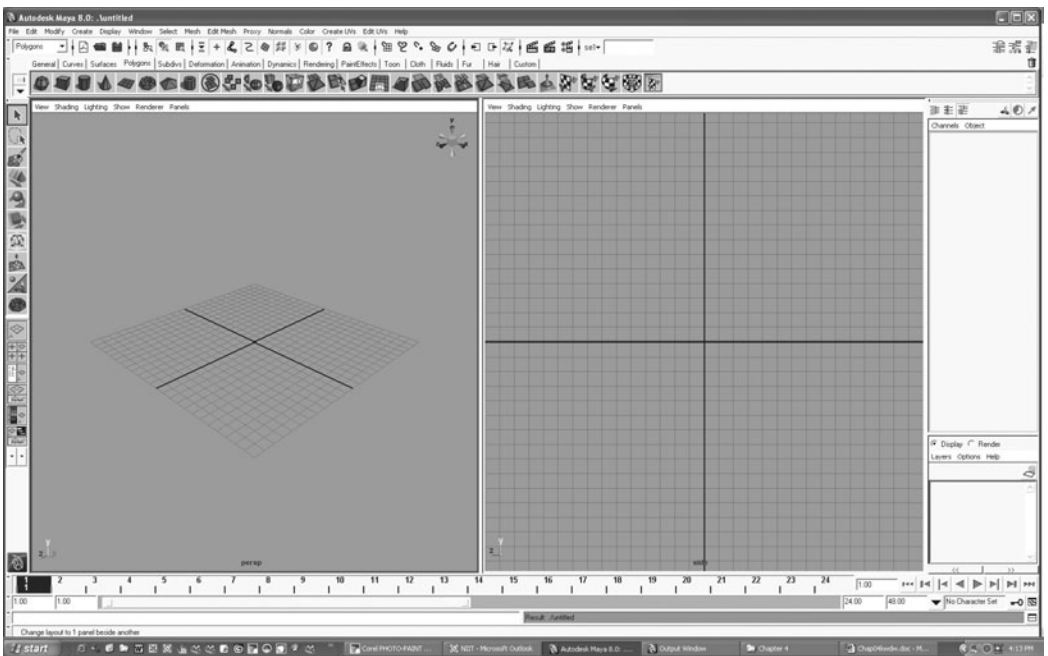 Autodesk Maya 8.0: .\untitled
File Edit Modify Create Display Window Select Mesh Edit Mesh Proxy Normals Color Create UVs Edit UVs Help
Polygons
sel▾
General | Curves | Surfaces | Polygons | Subdivs | Deformation | Animation | Dynamics | Rendering | PaintEffects | Toon | Cloth | Fluids | Fur | Hair | Custom |
View Shading Lighting Show Renderer Panels
View Shading Lighting Show Renderer Panels
Channels Object
Display Render
Layers Options Help
persp
1 2 3 4 5 6 7 8 9 10 11 12 13 14 15 16 17 18 19 20 21 22 23 24 1.00
1.00 1.00 24.00 48.00 No Character Set
Result: ./untitled
Change layout to 1 panel beside another
start Corel PHOTO-PAINT ... NDT - Microsoft Outlook Autodesk Maya 8.0: ... Output Window Chapter 4 4:13 PM